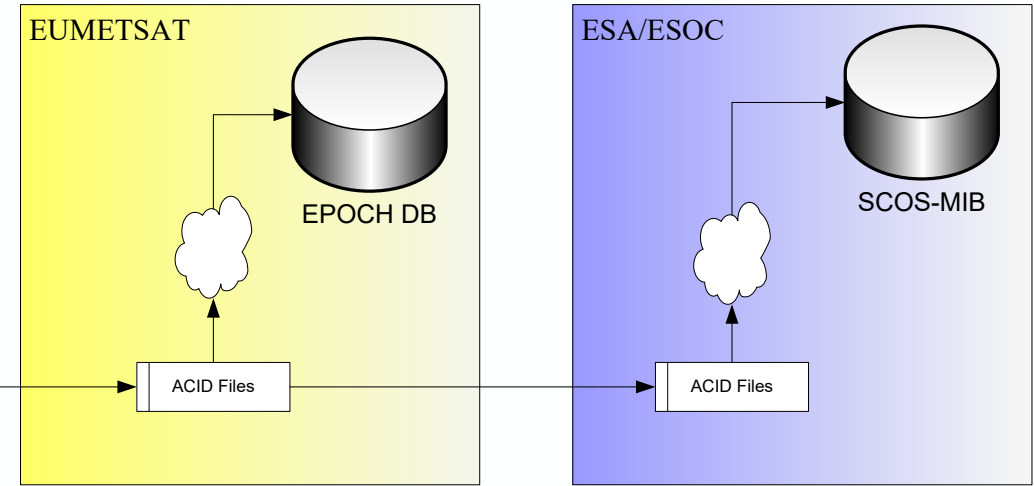 EUMETSAT
EPOCH DB
ACID Files
ESA/ESOC
SCOS-MIB
ACID Files